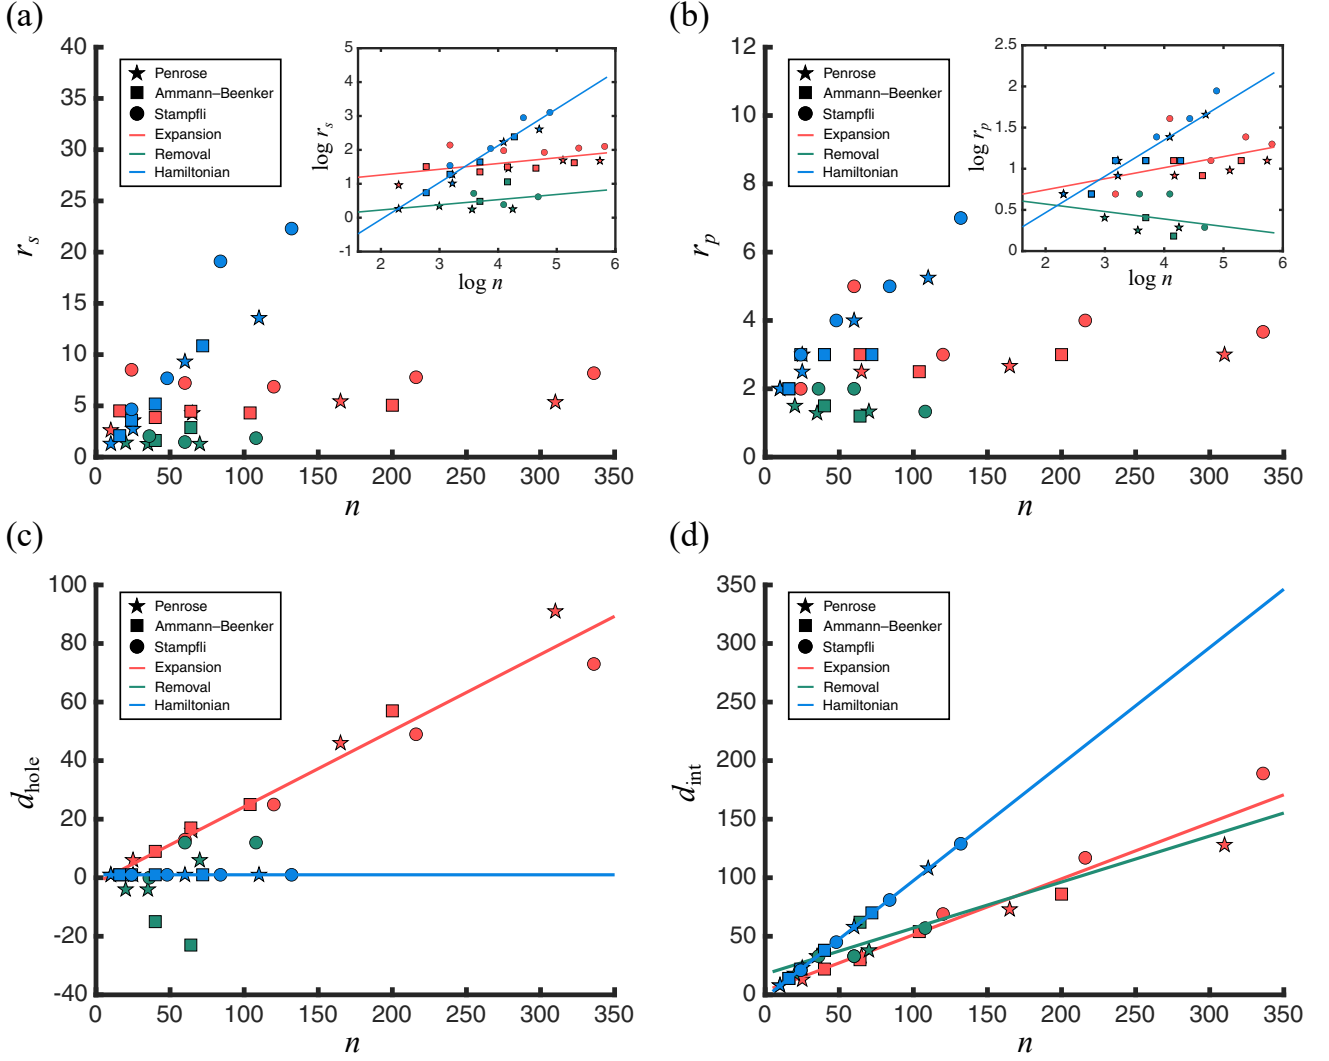 (a)
40
35
30
25
20
15
10
5
0
r_s
0 50 100 150 200 250 300 350
n
Penrose
Ammann–Beenker
Stampfli
Expansion
Removal
Hamiltonian
5
4
3
2
1
0
-1
log r_s
2 3 4 5 6
log n
(b)
12
10
8
6
4
2
0
r_p
0 50 100 150 200 250 300 350
n
Penrose
Ammann–Beenker
Stampfli
Expansion
Removal
Hamiltonian
2.5
2
1.5
1
0.5
0
log r_p
2 3 4 5 6
log n
(c)
100
80
60
40
20
0
-20
-40
d_hole
0 50 100 150 200 250 300 350
n
Penrose
Ammann–Beenker
Stampfli
Expansion
Removal
Hamiltonian
(d)
350
300
250
200
150
100
50
0
d_int
0 50 100 150 200 250 300 350
n
Penrose
Ammann–Beenker
Stampfli
Expansion
Removal
Hamiltonian